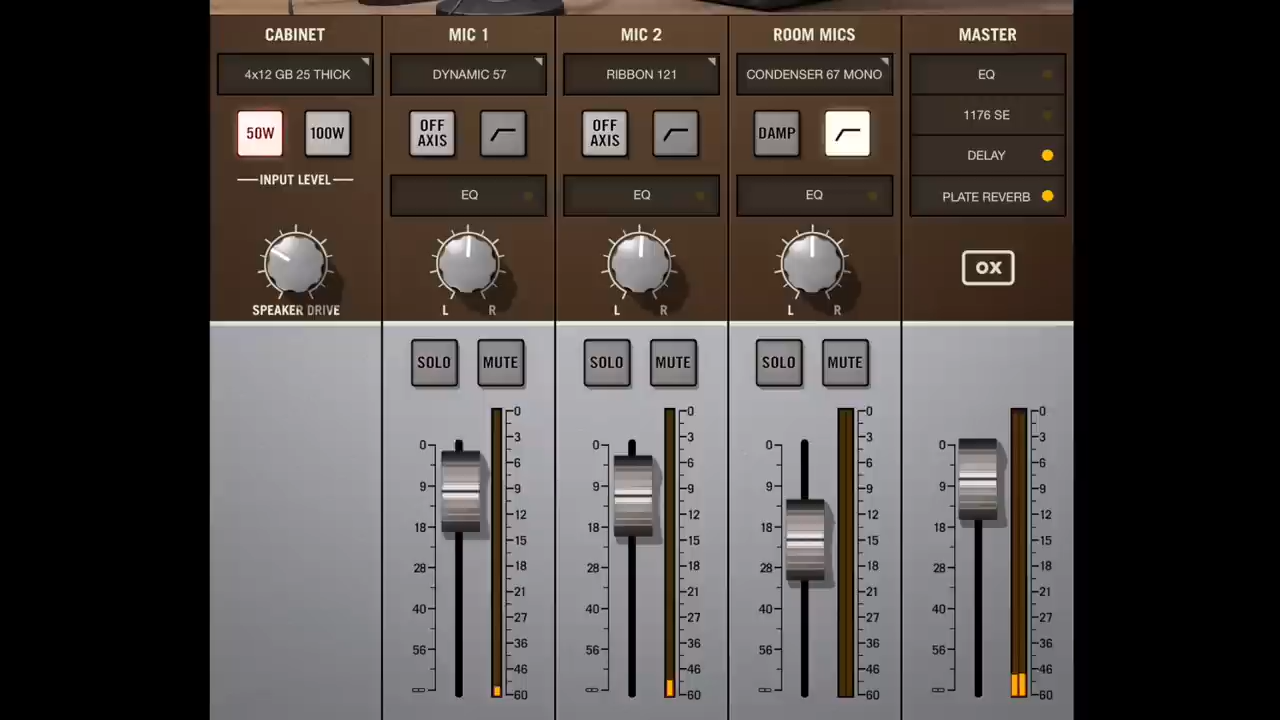 CABINET
MIC 1
MIC 2
ROOM MICS
MASTER
4x12 GB 25 THICK
DYNAMIC 57
RIBBON 121
CONDENSER 67 MONO
EQ
1176 SE
DELAY
PLATE REVERB
50W
100W
OFF
AXIS
OFF
AXIS
DAMP
INPUT LEVEL
EQ
EQ
EQ
OX
SPEAKER DRIVE
L R
L R
L R
SOLO MUTE
SOLO MUTE
SOLO MUTE
0
9
18
28
40
56
∞
0
3
6
9
12
15
18
21
27
36
46
60
0
9
18
28
40
56
∞
0
3
6
9
12
15
18
21
27
36
46
60
0
9
18
28
40
56
∞
0
3
6
9
12
15
18
21
27
36
46
60
0
9
18
28
40
56
∞
0
3
6
9
12
15
18
21
27
36
46
60